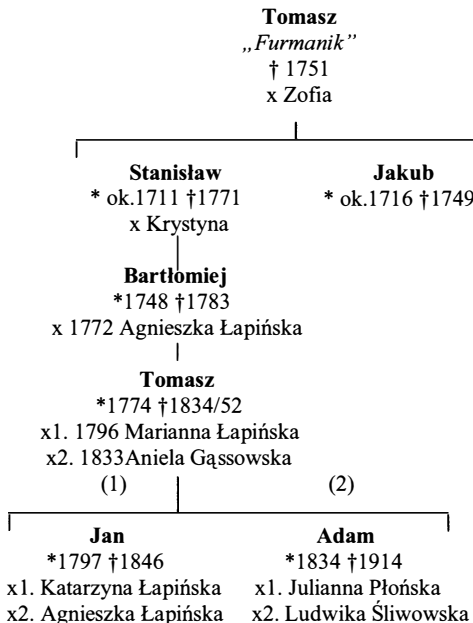 Tomasz
„Furmanik”
† 1751
x Zofia
Stanisław
* ok.1711 †1771
x Krystyna
Jakub
* ok.1716 †1749
Bartłomiej
*1748 †1783
x 1772 Agnieszka Łapińska
Tomasz
*1774 †1834/52
x1. 1796 Marianna Łapińska
x2. 1833Aniela Gąssowska
(1) (2)
Jan
*1797 †1846
x1. Katarzyna Łapińska
x2. Agnieszka Łapińska
Adam
*1834 †1914
x1. Julianna Płońska
x2. Ludwika Śliwowska